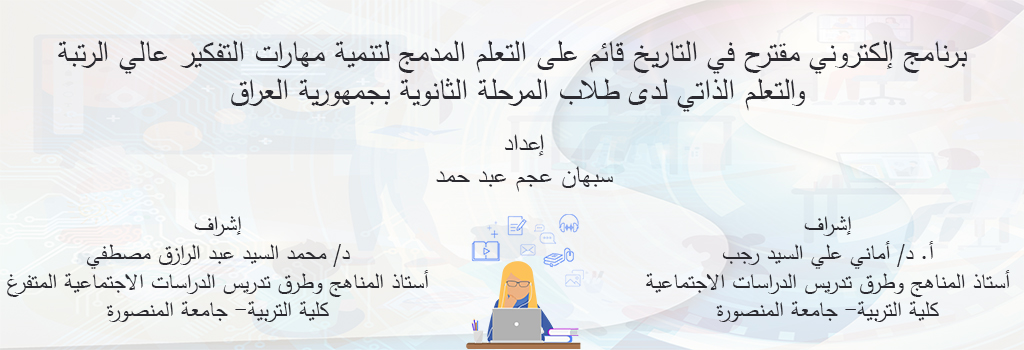 برنامج إلكتروني مقترح في التاريخ قائم على التعلم المدمج لتنمية مهارات التفكير عالي الرتبة
والتعلم الذاتي لدى طلاب المرحلة الثانوية بجمهورية العراق
إعداد
سبهان عجم عبد حمد
إشراف
أ. د/ أماني علي السيد رجب
أستاذ المناهج وطرق تدريس الدراسات الاجتماعية
كلية التربية– جامعة المنصورة
إشراف
د/ محمد السيد عبد الرازق مصطفي
أستاذ المناهج وطرق تدريس الدراسات الاجتماعية المتفرغ
كلية التربية– جامعة المنصورة